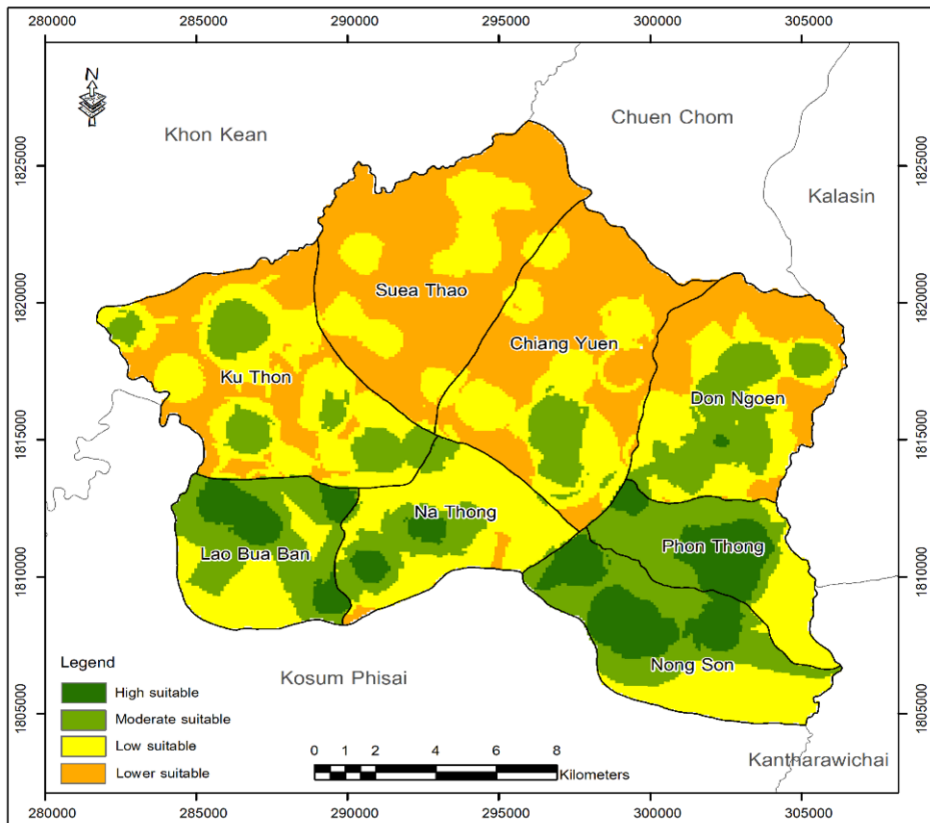 280000 285000 290000 295000 300000 305000
N
Chuen Chom
Khon Kean
1825000 1825000
Kalasin
1820000 1820000
Suea Thao
Chiang Yuen
Ku Thon
Don Ngoen
1815000 1815000
Na Thong
Phon Thong
Lao Bua Ban
1810000 1810000
Nong Son
Legend
Kosum Phisai
High suitable
Moderate suitable
1805000 1805000
Low suitable
0 1 2 4 6 8
Kilometers
Kantharawichai
Lower suitable
280000 285000 290000 295000 300000 305000